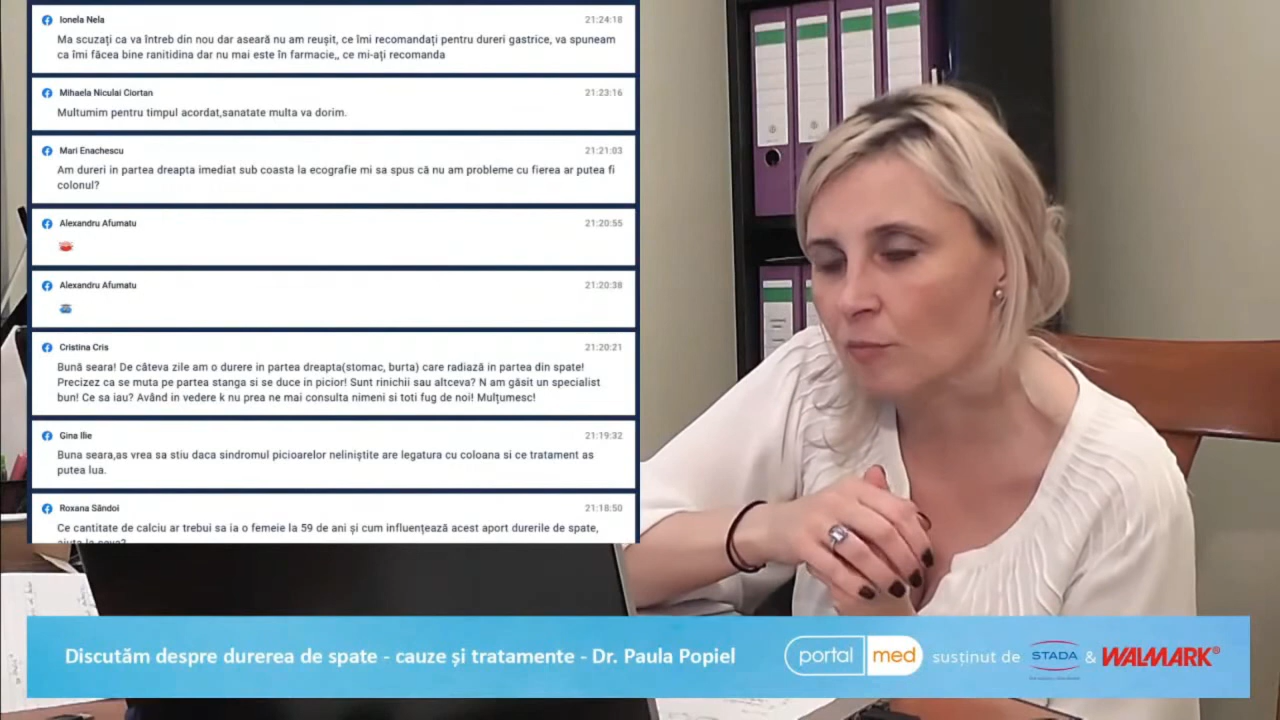 Ionela Nela 21:24:18
Ma scuzați ca va întreb din nou dar aseară nu am reușit, ce îmi recomandați pentru dureri gastrice, va spuneam
ca îmi făcea bine ranitidina dar nu mai este în farmacie,, ce mi-ați recomanda
Mihaela Niculai Ciortan 21:23:16
Multumim pentru timpul acordat,sanatate multa va dorim.
Mari Enachescu 21:21:03
Am dureri in partea dreapta imediat sub coasta la ecografie mi sa spus că nu am probleme cu fierea ar putea fi
colonul?
Alexandru Afumatu 21:20:55
Alexandru Afumatu 21:20:38
Cristina Cris 21:20:21
Bună seara! De câteva zile am o durere in partea dreapta(stomac, burta) care radiază in partea din spate!
Precizez ca se muta pe partea stanga si se duce in picior! Sunt rinichii sau altceva? N am găsit un specialist
bun! Ce sa iau? Având in vedere k nu prea ne mai consulta nimeni si toti fug de noi! Mulțumesc!
Gina Ilie 21:19:32
Buna seara,as vrea sa stiu daca sindromul picioarelor neliniștite are legatura cu coloana si ce tratament as
putea lua.
Roxana Săndoi 21:18:50
Ce cantitate de calciu ar trebui sa ia o femeie la 59 de ani și cum influențează acest aport durerile de spate,
Discutăm despre durerea de spate - cauze și tratamente - Dr. Paula Popiel
portal med susținut de STADA & WALMARK®